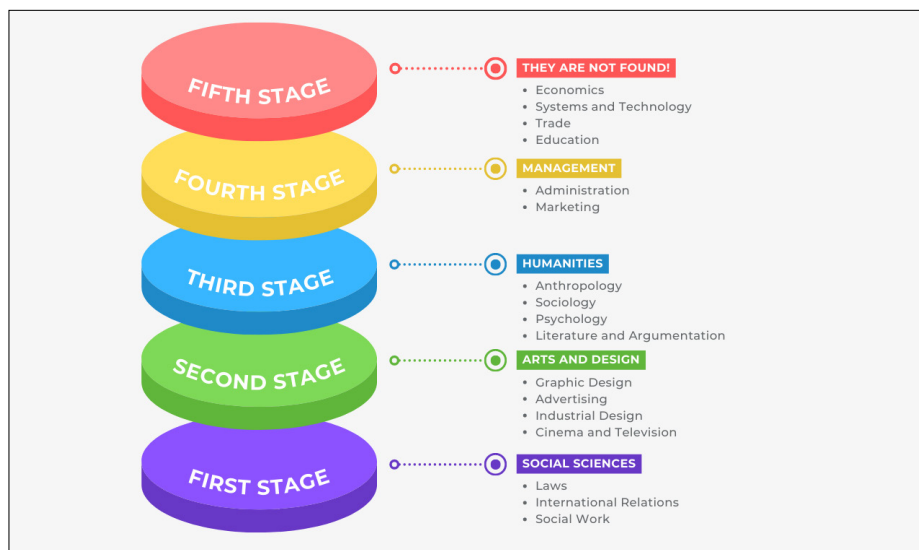 FIFTH STAGE
THEY ARE NOT FOUND!
• Economics
• Systems and Technology
• Trade
• Education
FOURTH STAGE
MANAGEMENT
• Administration
• Marketing
THIRD STAGE
HUMANITIES
• Anthropology
• Sociology
• Psychology
• Literature and Argumentation
SECOND STAGE
ARTS AND DESIGN
• Graphic Design
• Advertising
• Industrial Design
• Cinema and Television
FIRST STAGE
SOCIAL SCIENCES
• Laws
• International Relations
• Social Work